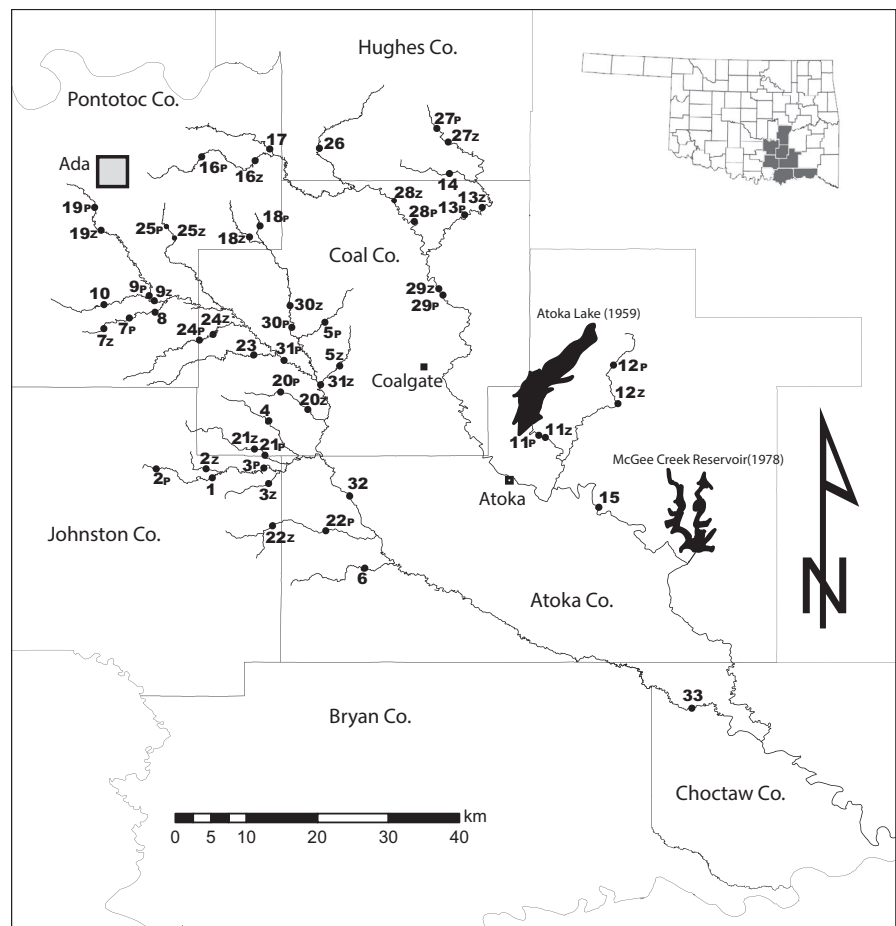 Hughes Co.
Pontotoc Co.
27P
27Z
17
26
Ada
16P
16Z
14
28Z
13Z
28P
13P
19P
19Z
25P
25Z
18P
18Z
Coal Co.
29Z
29P
9P
9Z
10
8
7P
7Z
24Z
24P
30Z
30P
5P
Atoka Lake (1959)
23
31P
5Z
31Z
Coalgate
12P
12Z
20P
20Z
4
11P
11Z
21Z
21P
2Z
2P
1
3P
3Z
McGee Creek Reservoir(1978)
Atoka
15
32
Johnston Co.
22Z
22P
6
Atoka Co.
N
33
Bryan Co.
Choctaw Co.
km
0 5 10 20 30 40